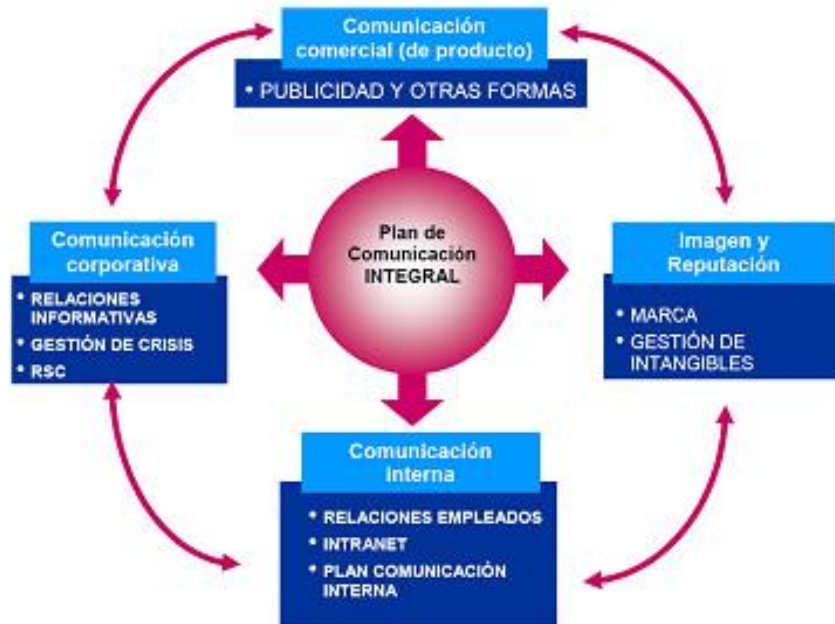 Comunicación
comercial (de producto)
• PUBLICIDAD Y OTRAS FORMAS
Plan de
Comunicación
INTEGRAL
Comunicación
corporativa
• RELACIONES
INFORMATIVAS
• GESTIÓN DE CRISIS
• RSC
Imagen y
Reputación
• MARCA
• GESTIÓN DE
INTANGIBLES
Comunicación
interna
• RELACIONES EMPLEADOS
• INTRANET
• PLAN COMUNICACIÓN
INTERNA